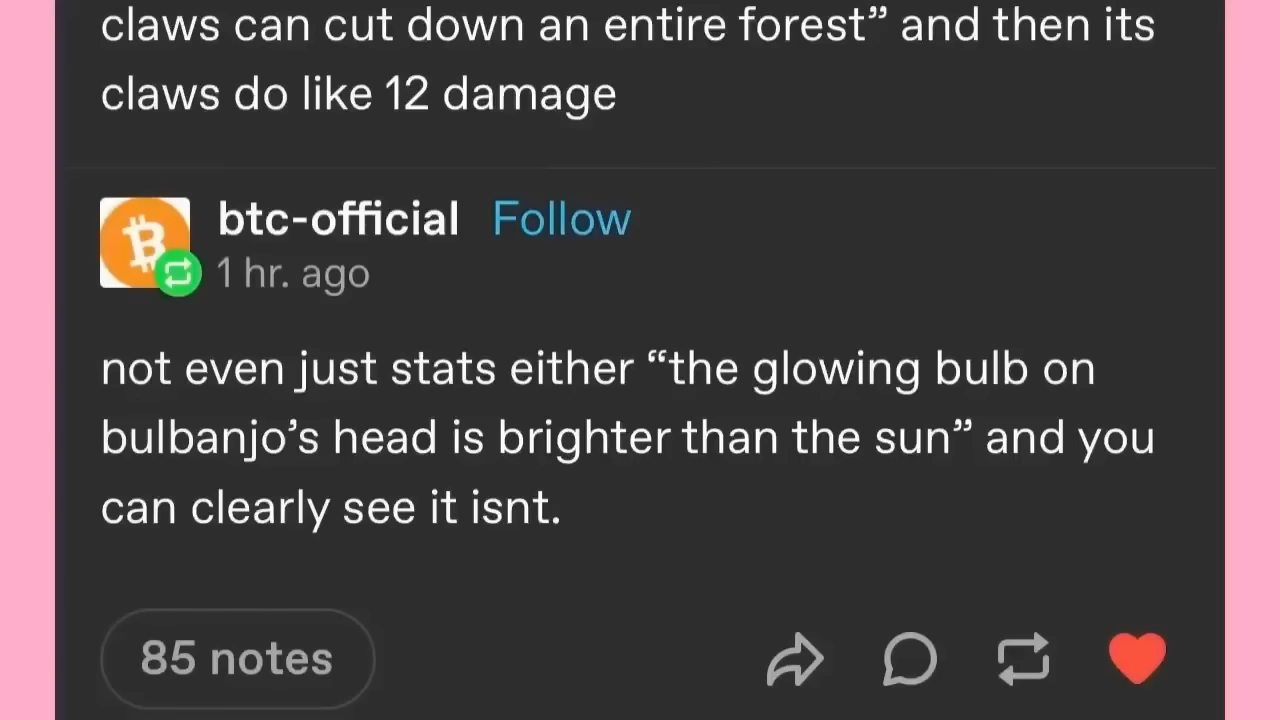 claws can cut down an entire forest” and then its
claws do like 12 damage
btc-official Follow
1 hr. ago
not even just stats either “the glowing bulb on
bulbanjo’s head is brighter than the sun” and you
can clearly see it isnt.
85 notes